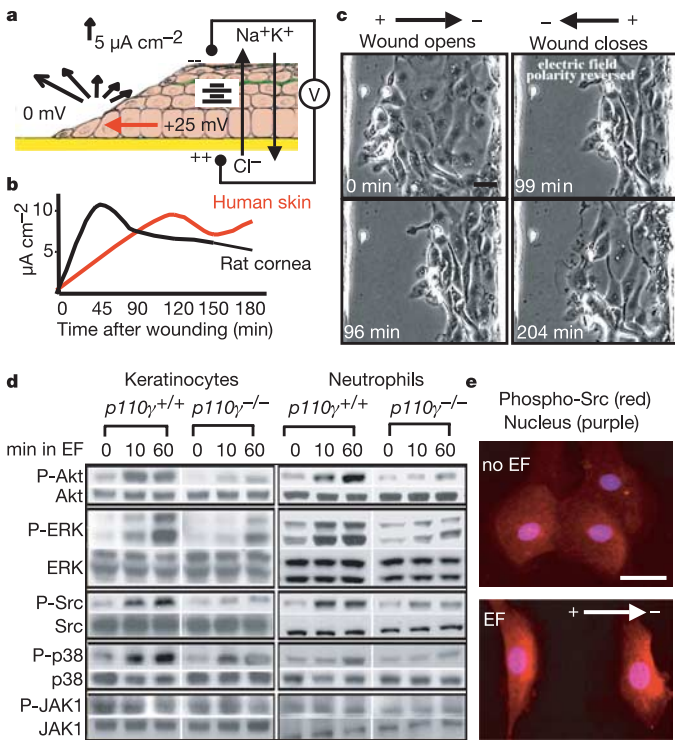 a
5 µA cm⁻²
Na⁺K⁺
--
V
0 mV
+25 mV
++
Cl⁻
b
µA cm⁻²
10
5
Human skin
Rat cornea
0 45 80 120 150 180
Time after wounding (min)
c
+ −
Wound opens
− +
Wound closes
electric field
polarity reversed
0 min
99 min
96 min
204 min
d
Keratinocytes Neutrophils
p110γ⁺/⁺ p110γ⁻/⁻ p110γ⁺/⁺ p110γ⁻/⁻
min in EF 0 10 60 0 10 60 0 10 60 0 10 60
P-Akt
Akt
P-ERK
ERK
P-Src
Src
P-p38
p38
P-JAK1
JAK1
e
Phospho-Src (red)
Nucleus (purple)
no EF
EF
+ −